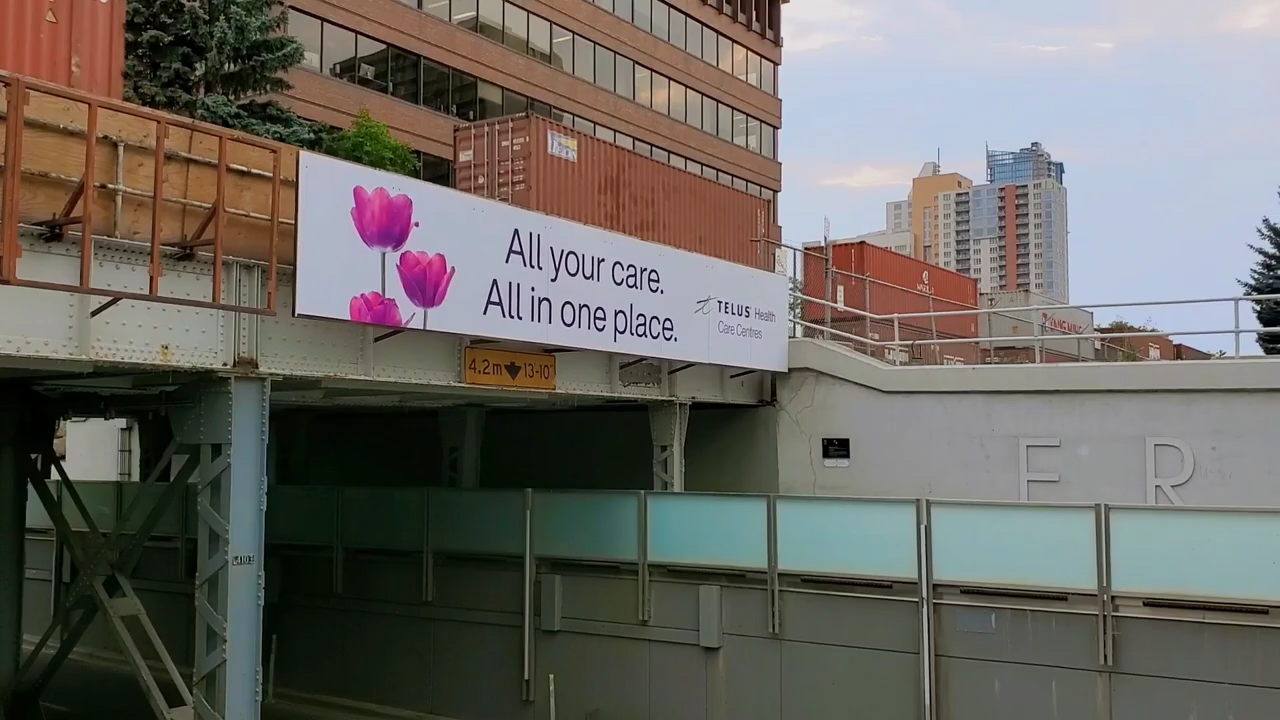 All your care.
All in one place.
TELUS Health
Care Centres
4.2m 13-10'
F R